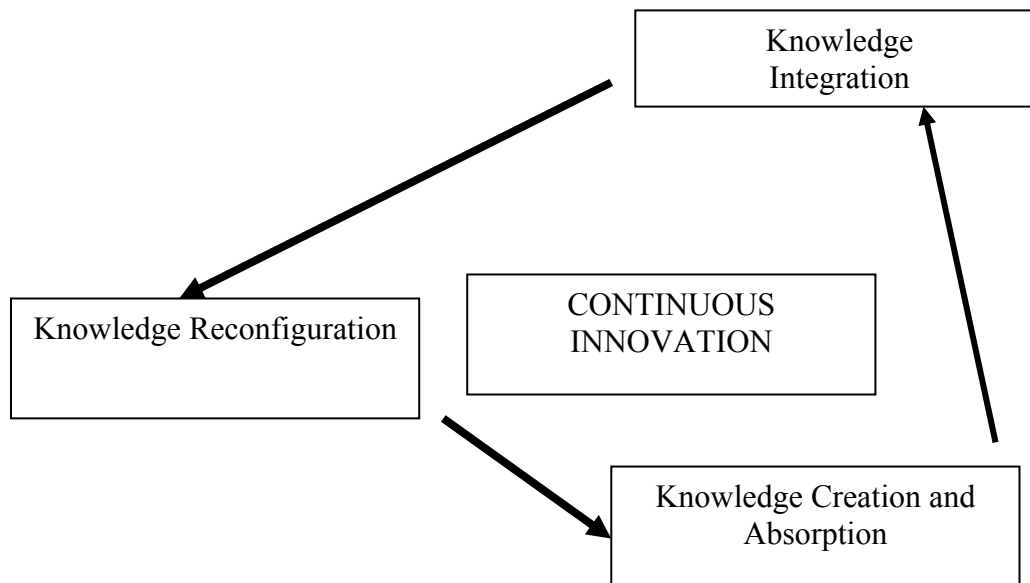 Knowledge
Integration
Knowledge Reconfiguration
CONTINUOUS
INNOVATION
Knowledge Creation and
Absorption